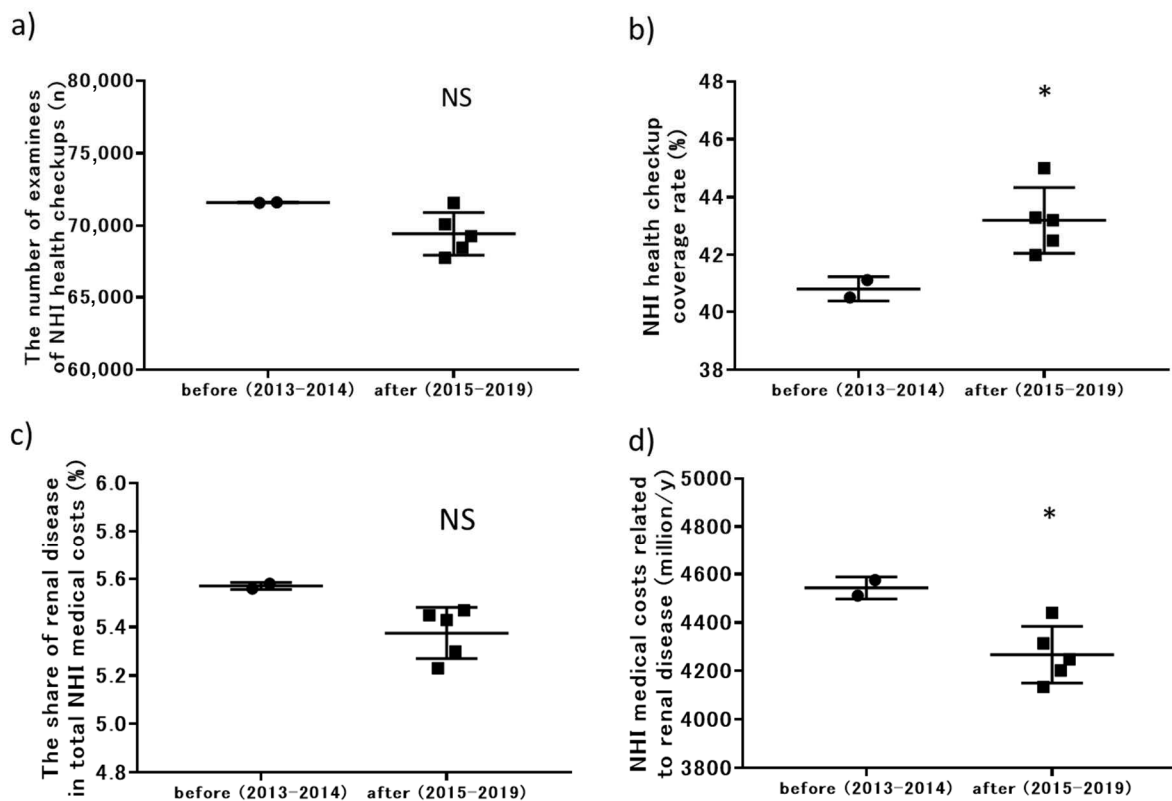 a)
The number of examinees
of NHI health checkups (n)
80,000
75,000
70,000
65,000
60,000
NS
before (2013-2014)
after (2015-2019)
b)
NHI health checkup
coverage rate (%)
48
46
44
42
40
38
*
before (2013-2014)
after (2015-2019)
c)
The share of renal disease
in total NHI medical costs (%)
6.0
5.8
5.6
5.4
5.2
5.0
4.8
NS
before (2013-2014)
after (2015-2019)
d)
NHI medical costs related
to renal disease (million/y)
5000
4800
4600
4400
4200
4000
3800
*
before (2013-2014)
after (2015-2019)